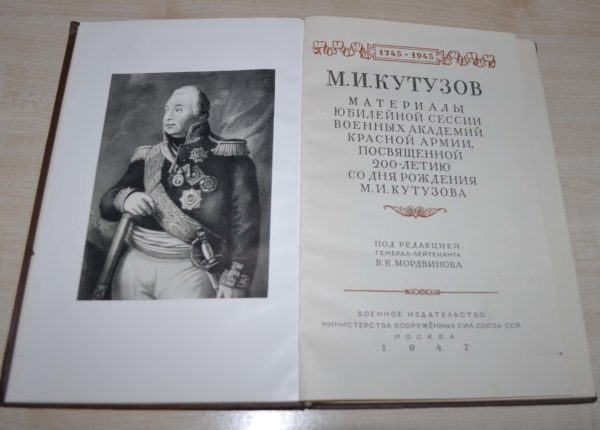 1745 - 1945
М.И.КУТУЗОВ
МАТЕРИАЛЫ
ЮБИЛЕЙНОЙ СЕССИИ
ВОЕННЫХ АКАДЕМИЙ
КРАСНОЙ АРМИИ,
ПОСВЯЩЕННОЙ
200-ЛЕТИЮ
СО ДНЯ РОЖДЕНИЯ
М.И.КУТУЗОВА
ПОД РЕДАКЦИЕЙ
ГЕНЕРАЛ-ЛЕЙТЕНАНТА
В.К.МОРДВИНОВА
ВОЕННОЕ ИЗДАТЕЛЬСТВО
МИНИСТЕРСТВА ВООРУЖЁННЫХ СИЛ СОЮЗА ССР
МОСКВА
1947